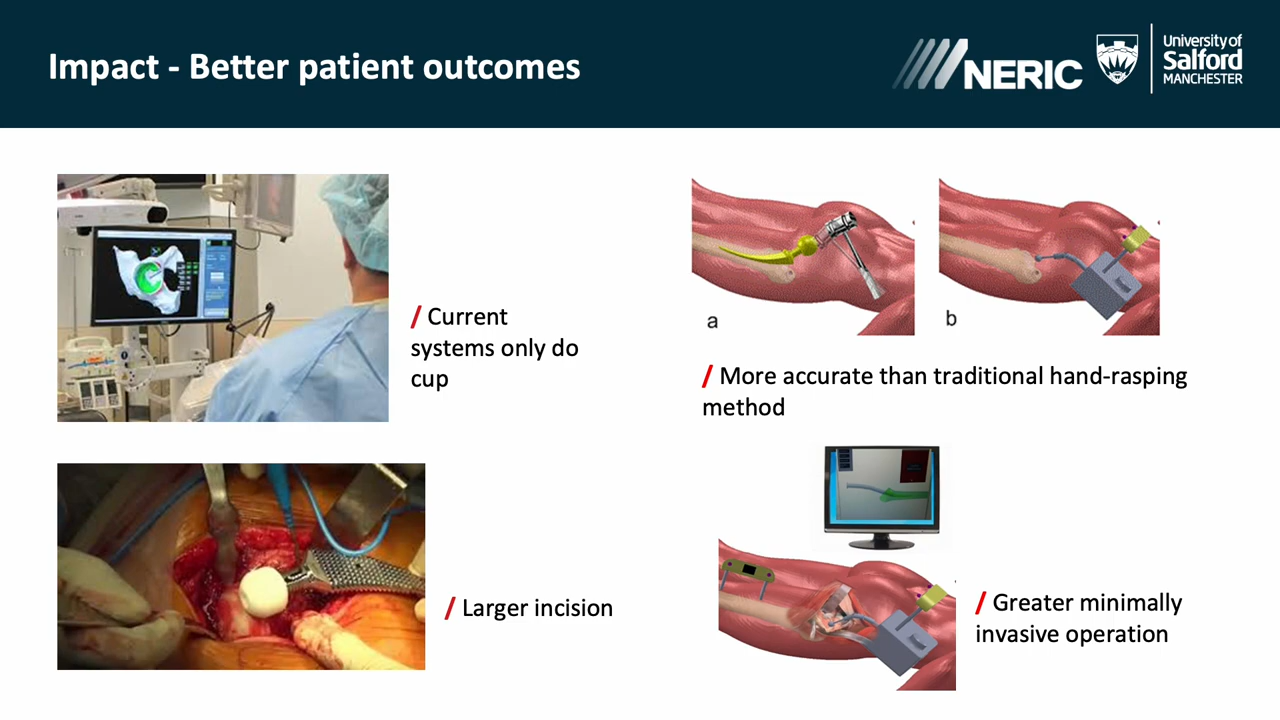 Impact - Better patient outcomes
NERIC
University of
Salford
MANCHESTER
/ Current
systems only do
cup
a
b
/ More accurate than traditional hand-rasping
method
/ Larger incision
/ Greater minimally
invasive operation